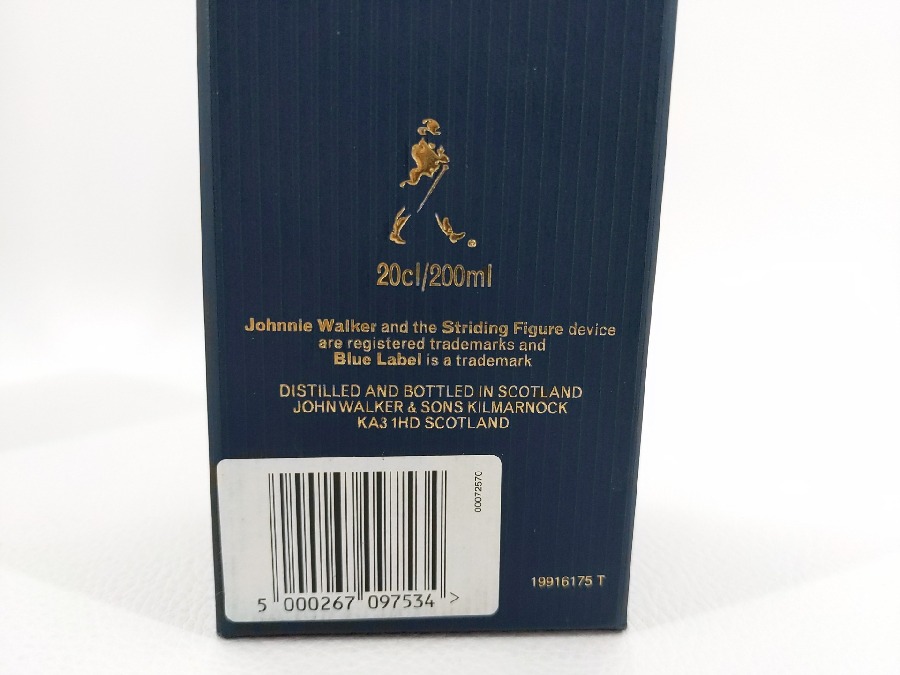 20cl/200ml
Johnnie Walker and the Striding Figure device
are registered trademarks and
Blue Label is a trademark
DISTILLED AND BOTTLED IN SCOTLAND
JOHN WALKER & SONS KILMARNOCK
KA3 1HD SCOTLAND
00072570
5 000267 097534 >
19916175 T